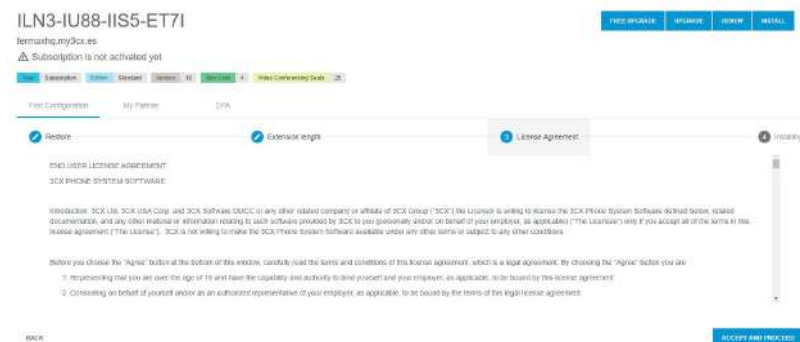 ILN3-IU88-IIS5-ET7I
FREE UPGRADE UPGRADE RENEW INSTALL
fermaxhq.my3cx.es
Subscription is not activated yet
Type Subscription Edition Standard Version 16 4 Video Conferencing Seats 25
First Configuration My Partner DPA
Restore Extension length 3 License Agreement 4 Installing
END USER LICENSE AGREEMENT
3CX PHONE SYSTEM SOFTWARE
Introduction: 3CX Ltd, 3CX USA Corp. and 3CX Software DMCC or any other related company or affiliate of 3CX Group ("3CX") the Licensor is willing to license the 3CX Phone System Software defined below, related
documentation, and any other material or information relating to such software provided by 3CX to you (personally and/or on behalf of your employer, as applicable) ("The Licensee") only if you accept all of the terms in this
license agreement ("The License"). 3CX is not willing to make the 3CX Phone System Software available under any other terms or subject to any other conditions.
Before you choose the "Agree" button at the bottom of this window, carefully read the terms and conditions of this license agreement, which is a legal agreement. By choosing the "Agree" button you are
1. Representing that you are over the age of 18 and have the capability and authority to bind yourself and your employer, as applicable, to be bound by this license agreement
2. Consenting on behalf of yourself and/or as an authorized representative of your employer, as applicable, to be bound by the terms of this legal license agreement.
BACK ACCEPT AND PROCEED